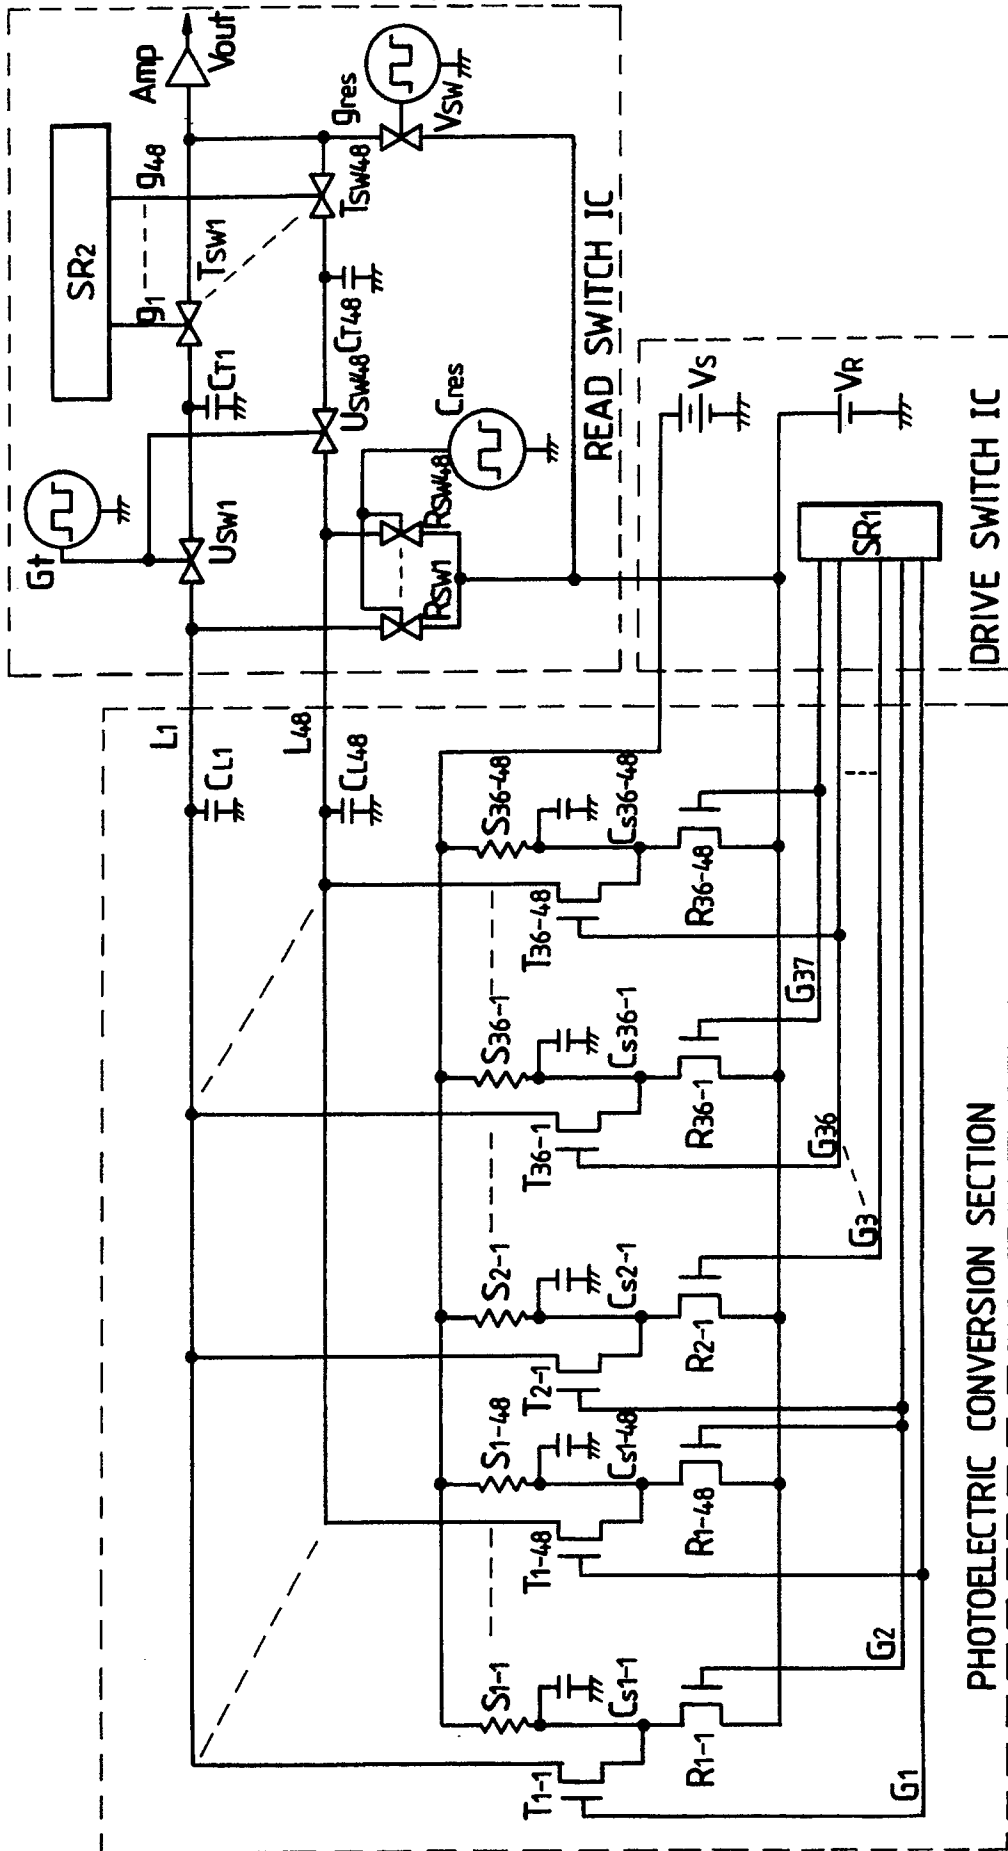 Amp
Vout
SR2
g1
g48
TSW1
TSW48
gres
VSW
CT1
CT48
Gt
USW1
USW48
Cres
RSW1
RSW48
READ SWITCH IC
L1
CL1
L48
CL48
VS
VR
SR1
DRIVE SWITCH IC
S1-1
S1-48
S2-1
S36-1
S36-48
CS1-1
CS1-48
CS2-1
CS36-1
CS36-48
T1-1
T1-48
T2-1
T36-1
T36-48
R1-1
R1-48
R2-1
R36-1
R36-48
G1
G2
G3
G36
G37
PHOTOELECTRIC CONVERSION SECTION